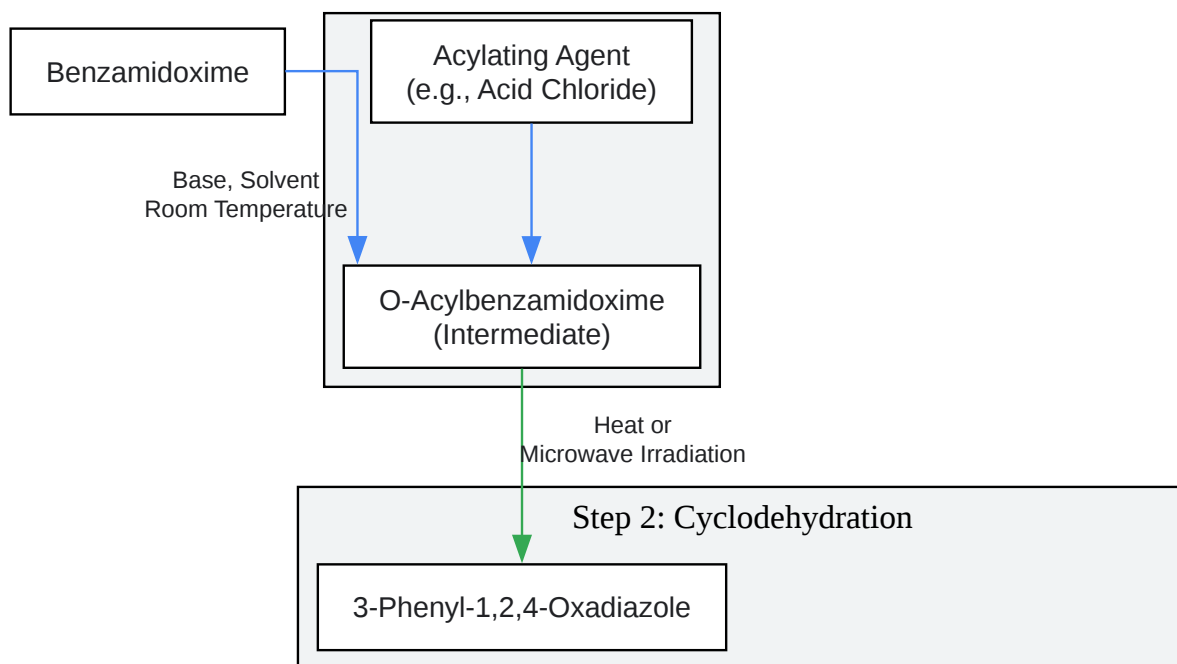 Benzamidoxime
Acylating Agent
(e.g., Acid Chloride)
Base, Solvent
Room Temperature
O-Acylbenzamidoxime
(Intermediate)
Heat or
Microwave Irradiation
Step 2: Cyclodehydration
3-Phenyl-1,2,4-Oxadiazole